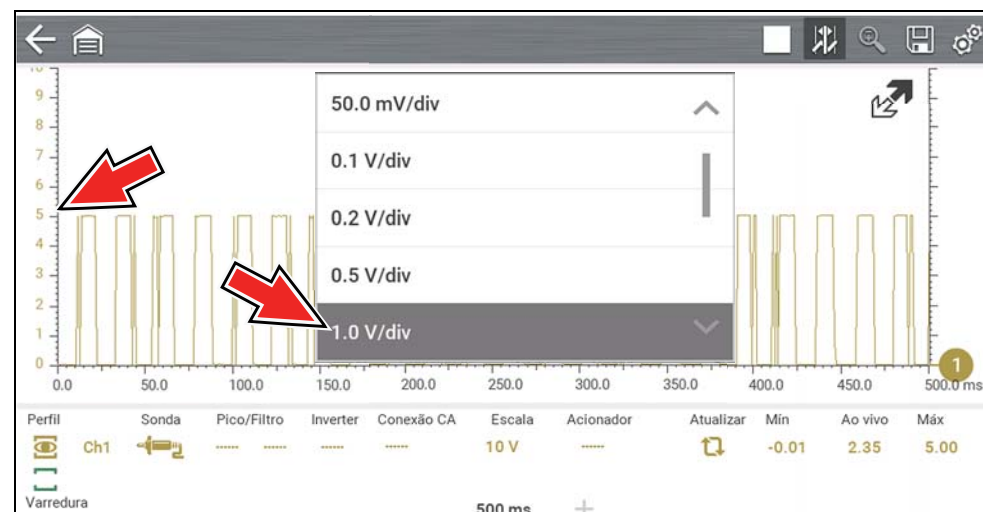 10
9
8
7
6
5
4
3
2
1
0
50.0 mV/div
0.1 V/div
0.2 V/div
0.5 V/div
1.0 V/div
1
0.0 50.0 100.0 150.0 200.0 250.0 300.0 350.0 400.0 450.0 500.0 ms
Perfil Sonda Pico/Filtro Inverter Conexão CA Escala Acionador Atualizar Mín Ao vivo Máx
Ch1 ------ ------ ------ ------ 10 V ------ -0.01 2.35 5.00
Varredura
500 ms